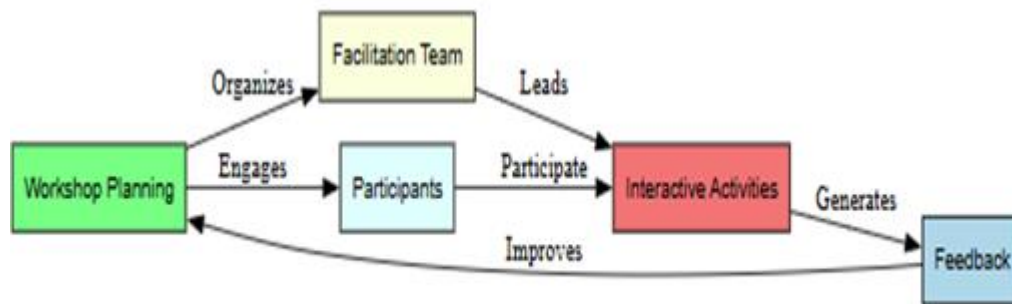 Facilitation Team
Organizes
Leads
Workshop Planning
Engages
Participants
Participate
Interactive Activities
Generates
Improves
Feedback